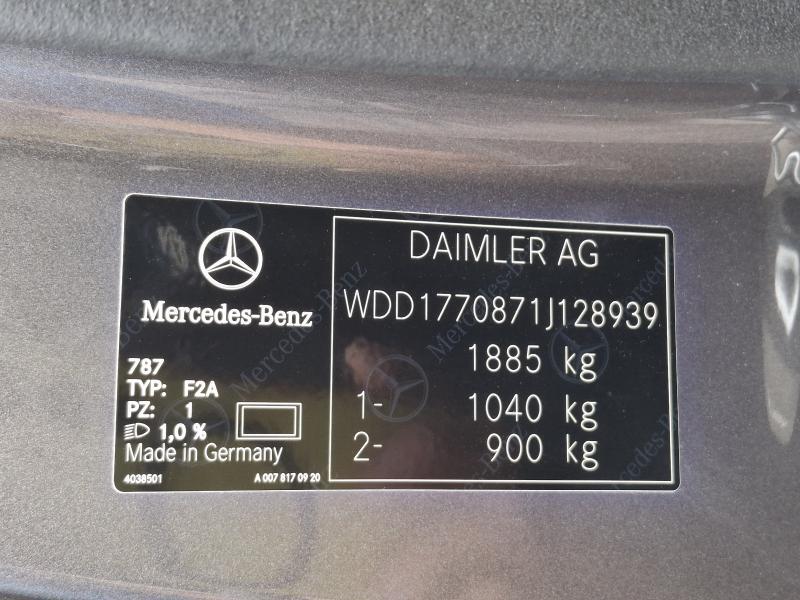 Mercedes-Benz
787
TYP: F2A
PZ: 1
1,0 %
Made in Germany
4038501
A 007 817 09 20
DAIMLER AG
WDD1770871J128939
1885 kg
1- 1040 kg
2- 900 kg